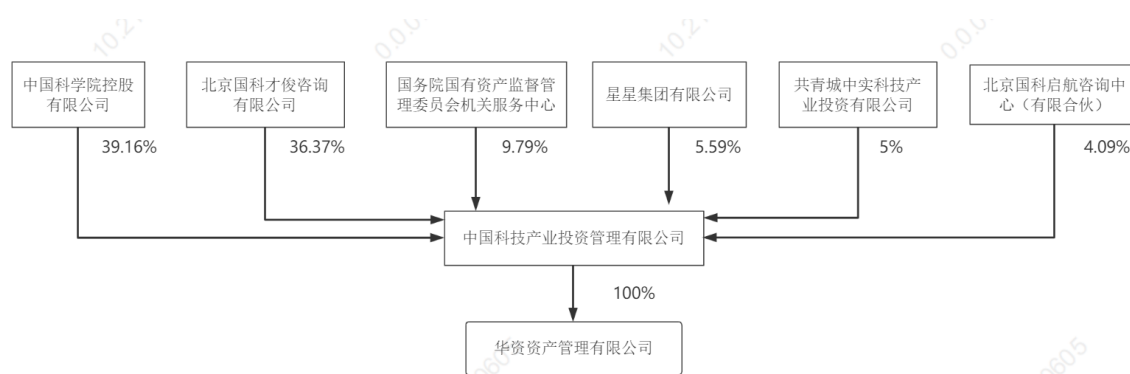 中国科学院控股
有限公司
北京国科才俊咨询
有限公司
国务院国有资产监督管
理委员会机关服务中心
星星集团有限公司
共青城中实科技产
业投资有限公司
北京国科启航咨询中
心（有限合伙）
39.16%
36.37%
9.79%
5.59%
5%
4.09%
中国科技产业投资管理有限公司
100%
华资资产管理有限公司